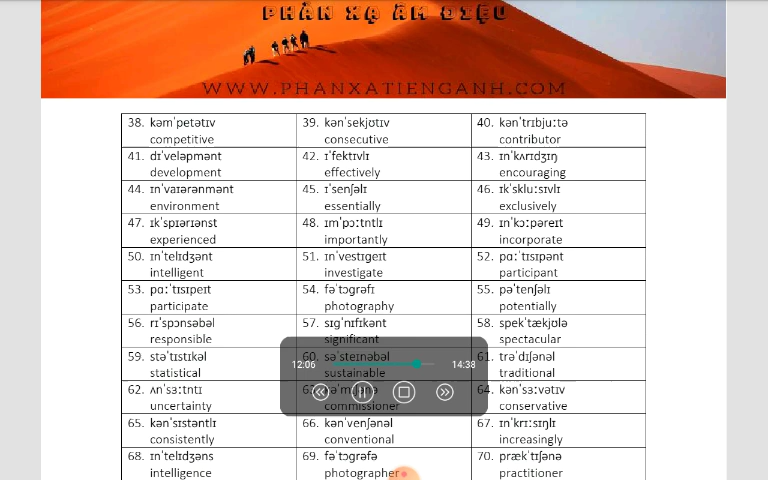 PHẢN XẠ ÂM ĐIỆU
WWW.PHANXATIENGANH.COM
38. kəmˈpetətɪv
competitive
39. kənˈsekjʊtɪv
consecutive
40. kənˈtrɪbjuːtə
contributor
41. dɪˈveləpmənt
development
42. ɪˈfektɪvlɪ
effectively
43. ɪnˈkʌrɪdʒɪŋ
encouraging
44. ɪnˈvaɪərənmənt
environment
45. ɪˈsenʃəlɪ
essentially
46. ɪkˈskluːsɪvlɪ
exclusively
47. ɪkˈspɪərɪənst
experienced
48. ɪmˈpɔːtntlɪ
importantly
49. ɪnˈkɔːpəreɪt
incorporate
50. ɪnˈtelɪdʒənt
intelligent
51. ɪnˈvestɪgeɪt
investigate
52. pɑːˈtɪsɪpənt
participant
53. pɑːˈtɪsɪpeɪt
participate
54. fəˈtɒgrəfɪ
photography
55. pəˈtenʃəlɪ
potentially
56. rɪˈspɒnsəbəl
responsible
57. sɪgˈnɪfɪkənt
significant
58. spekˈtækjʊlə
spectacular
59. stəˈtɪstɪkəl
statistical
60. səˈsteɪnəbəl
sustainable
61. trəˈdɪʃənəl
traditional
12:06
14:38
62. ʌnˈsɜːtntɪ
uncertainty
commissioner
64. kənˈsɜːvətɪv
conservative
65. kənˈsɪstəntlɪ
consistently
66. kənˈvenʃənəl
conventional
67. ɪnˈkriːsɪŋlɪ
increasingly
68. ɪnˈtelɪdʒəns
intelligence
69. fəˈtɒgrəfə
photographer
70. prækˈtɪʃənə
practitioner